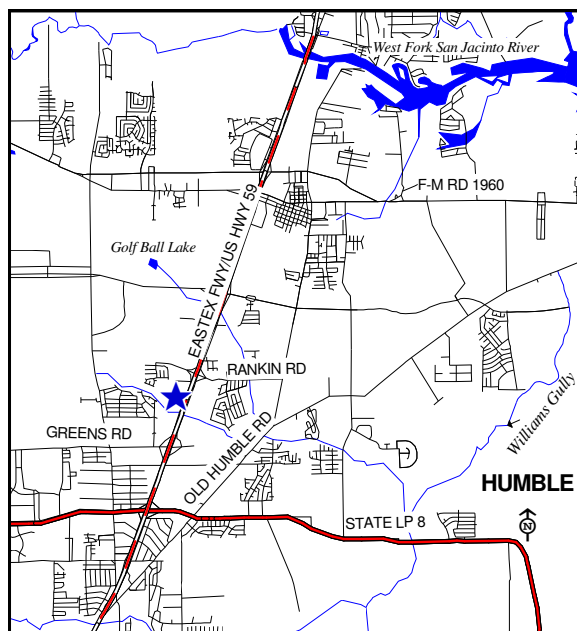 West Fork San Jacinto River
F-M RD 1960
EASTEX FWY/US HWY 59
Golf Ball Lake
RANKIN RD
GREENS RD
OLD HUMBLE RD
Williams Gully
HUMBLE
STATE LP 8
N